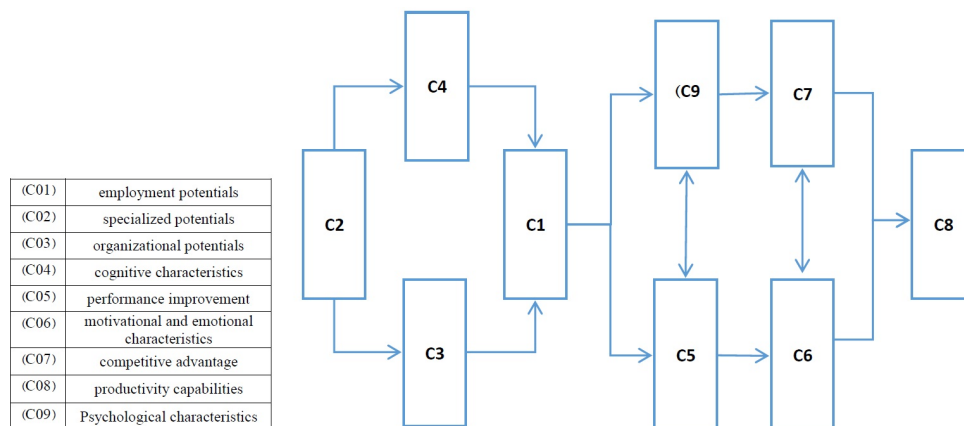 (C01) employment potentials
(C02) specialized potentials
(C03) organizational potentials
(C04) cognitive characteristics
(C05) performance improvement
(C06) motivational and emotional
characteristics
(C07) competitive advantage
(C08) productivity capabilities
(C09) Psychological characteristics
C2
C4
C3
C1
(C9
C5
C7
C6
C8